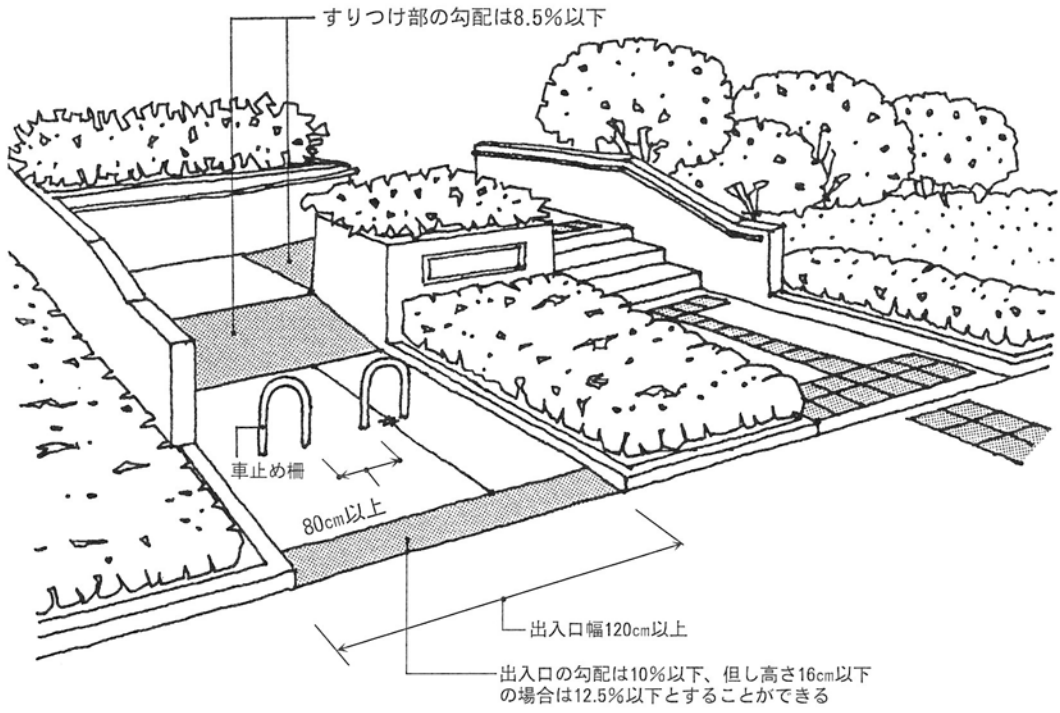 すりつけ部の勾配は8.5％以下
車止め柵
80cm以上
出入口幅120cm以上
出入口の勾配は10％以下、但し高さ16cm以下
の場合は12.5％以下とすることができる